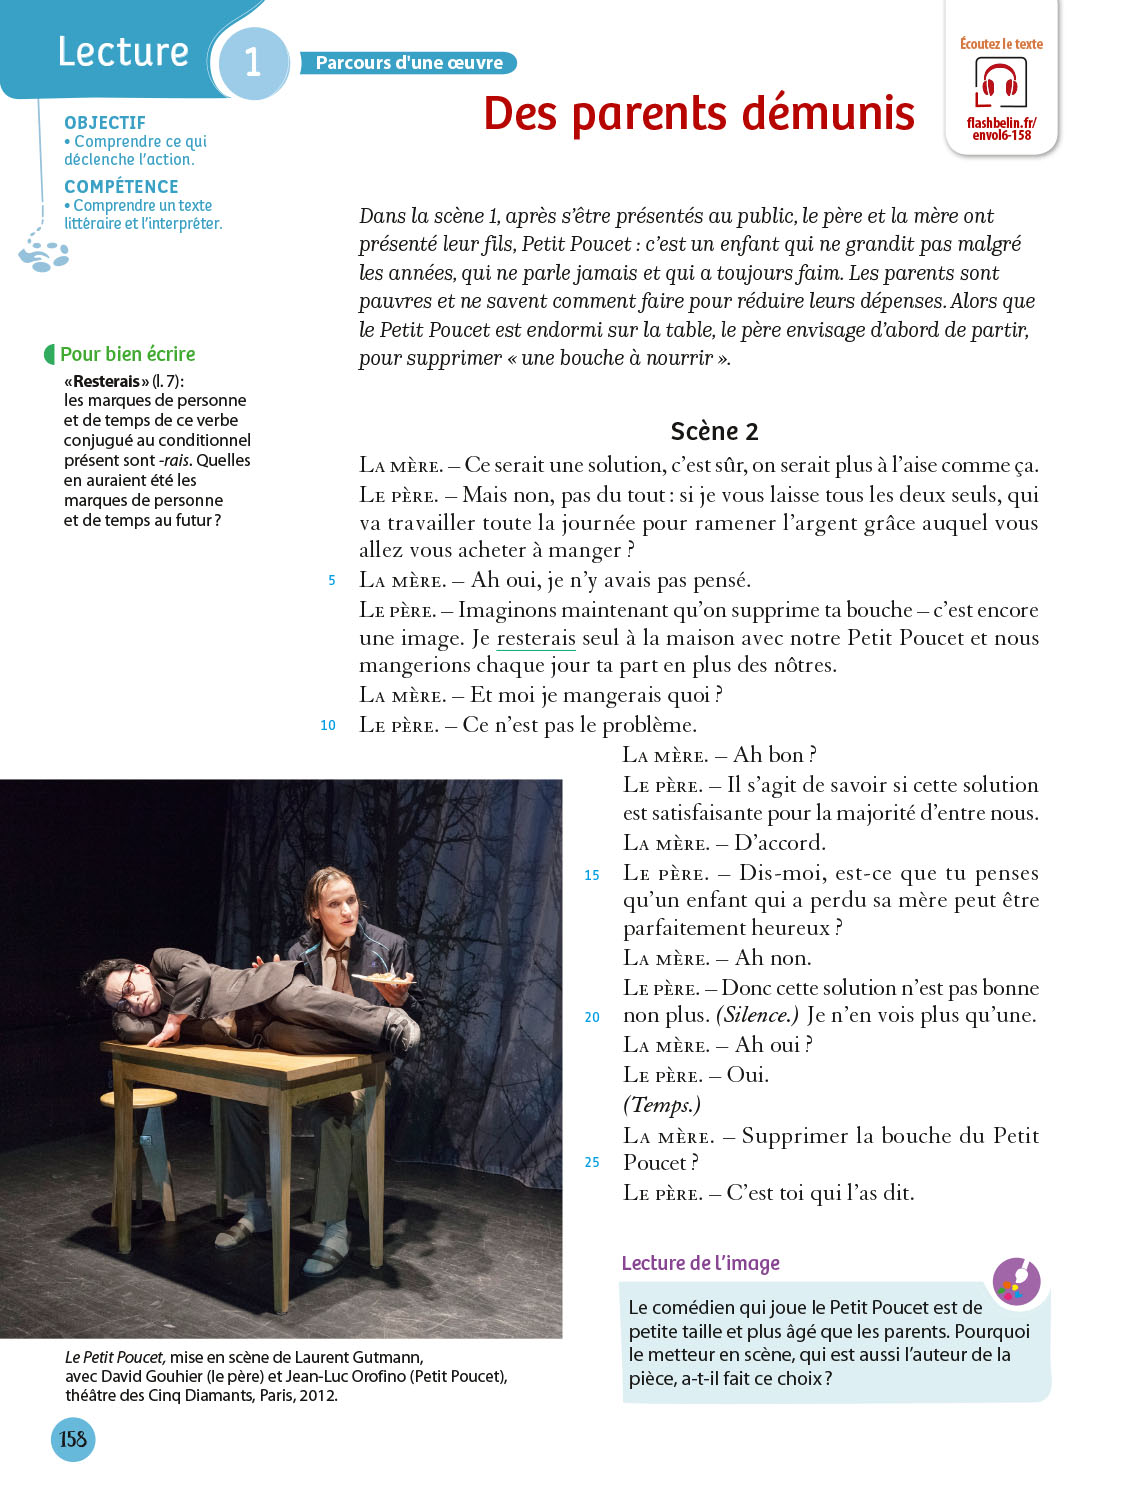 Lecture
1
Parcours d'une œuvre
Écoutez le texte
flashbelin.fr/
envol6-158
Des parents démunis
OBJECTIF
• Comprendre ce qui
déclenche l'action.
COMPÉTENCE
• Comprendre un texte
littéraire et l'interpréter.
Dans la scène 1, après s'être présentés au public, le père et la mère ont
présenté leur fils, Petit Poucet : c'est un enfant qui ne grandit pas malgré
les années, qui ne parle jamais et qui a toujours faim. Les parents sont
pauvres et ne savent comment faire pour réduire leurs dépenses. Alors que
le Petit Poucet est endormi sur la table, le père envisage d'abord de partir,
pour supprimer « une bouche à nourrir ».
Pour bien écrire
«Resterais» (l. 7) :
les marques de personne
et de temps de ce verbe
conjugué au conditionnel
présent sont -rais. Quelles
en auraient été les
marques de personne
et de temps au futur ?
Scène 2
La mère. – Ce serait une solution, c'est sûr, on serait plus à l'aise comme ça.
Le père. – Mais non, pas du tout : si je vous laisse tous les deux seuls, qui
va travailler toute la journée pour ramener l'argent grâce auquel vous
allez vous acheter à manger ?
5 La mère. – Ah oui, je n'y avais pas pensé.
Le père. – Imaginons maintenant qu'on supprime ta bouche – c'est encore
une image. Je resterais seul à la maison avec notre Petit Poucet et nous
mangerions chaque jour ta part en plus des nôtres.
La mère. – Et moi je mangerais quoi ?
10 Le père. – Ce n'est pas le problème.
La mère. – Ah bon ?
Le père. – Il s'agit de savoir si cette solution
est satisfaisante pour la majorité d'entre nous.
La mère. – D'accord.
15 Le père. – Dis-moi, est-ce que tu penses
qu'un enfant qui a perdu sa mère peut être
parfaitement heureux ?
La mère. – Ah non.
Le père. – Donc cette solution n'est pas bonne
20 non plus. (Silence.) Je n'en vois plus qu'une.
La mère. – Ah oui ?
Le père. – Oui.
(Temps.)
La mère. – Supprimer la bouche du Petit
25 Poucet ?
Le père. – C'est toi qui l'as dit.
Le Petit Poucet, mise en scène de Laurent Gutmann,
avec David Gouhier (le père) et Jean-Luc Orofino (Petit Poucet),
théâtre des Cinq Diamants, Paris, 2012.
Lecture de l'image
Le comédien qui joue le Petit Poucet est de
petite taille et plus âgé que les parents. Pourquoi
le metteur en scène, qui est aussi l'auteur de la
pièce, a-t-il fait ce choix ?
158